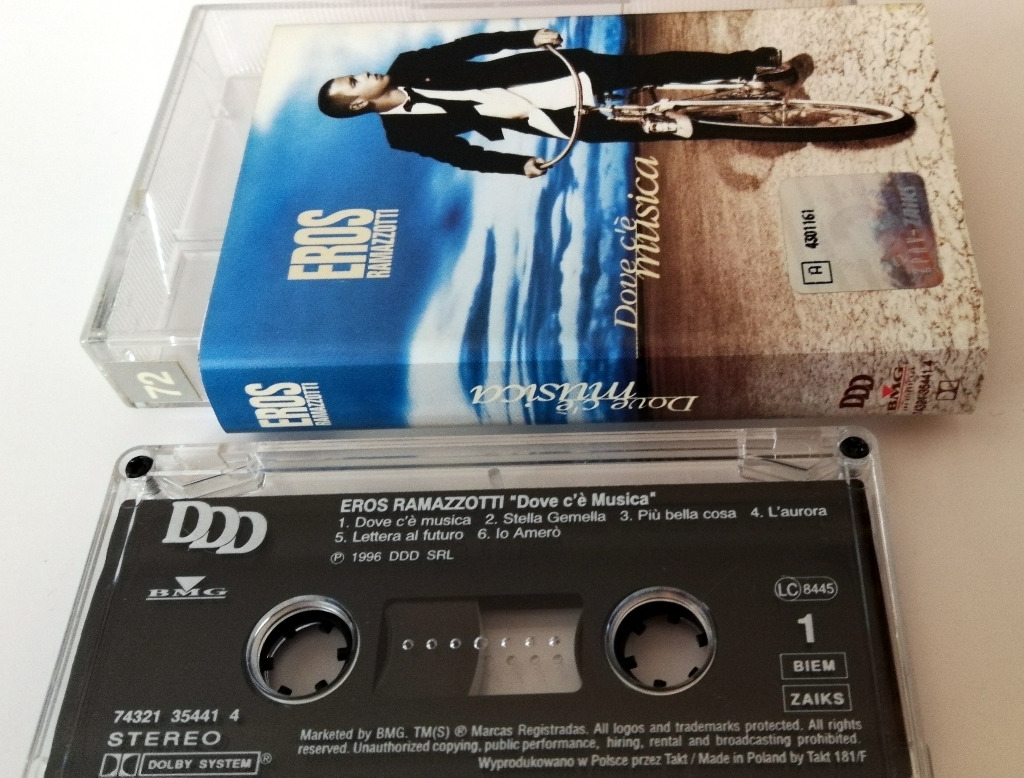 EROS
RAMAZZOTTI
Dove c'è
musica
A 4301161
72
EROS
RAMAZZOTTI
Dove c'è
musica
DDD
BMG
DDD
BMG
EROS RAMAZZOTTI "Dove c'è Musica"
1. Dove c'è musica 2. Stella Gemella 3. Più bella cosa 4. L'aurora
5. Lettera al futuro 6. Io Amerò
℗ 1996 DDD SRL
LC 8445
1
BIEM
ZAIKS
74321 35441 4
STEREO
DOLBY SYSTEM®
Marketed by BMG. TM(S) ® Marcas Registradas. All logos and trademarks protected. All rights
reserved. Unauthorized copying, public performance, hiring, rental and broadcasting prohibited.
Wyprodukowano w Polsce przez Takt / Made in Poland by Takt 181/F